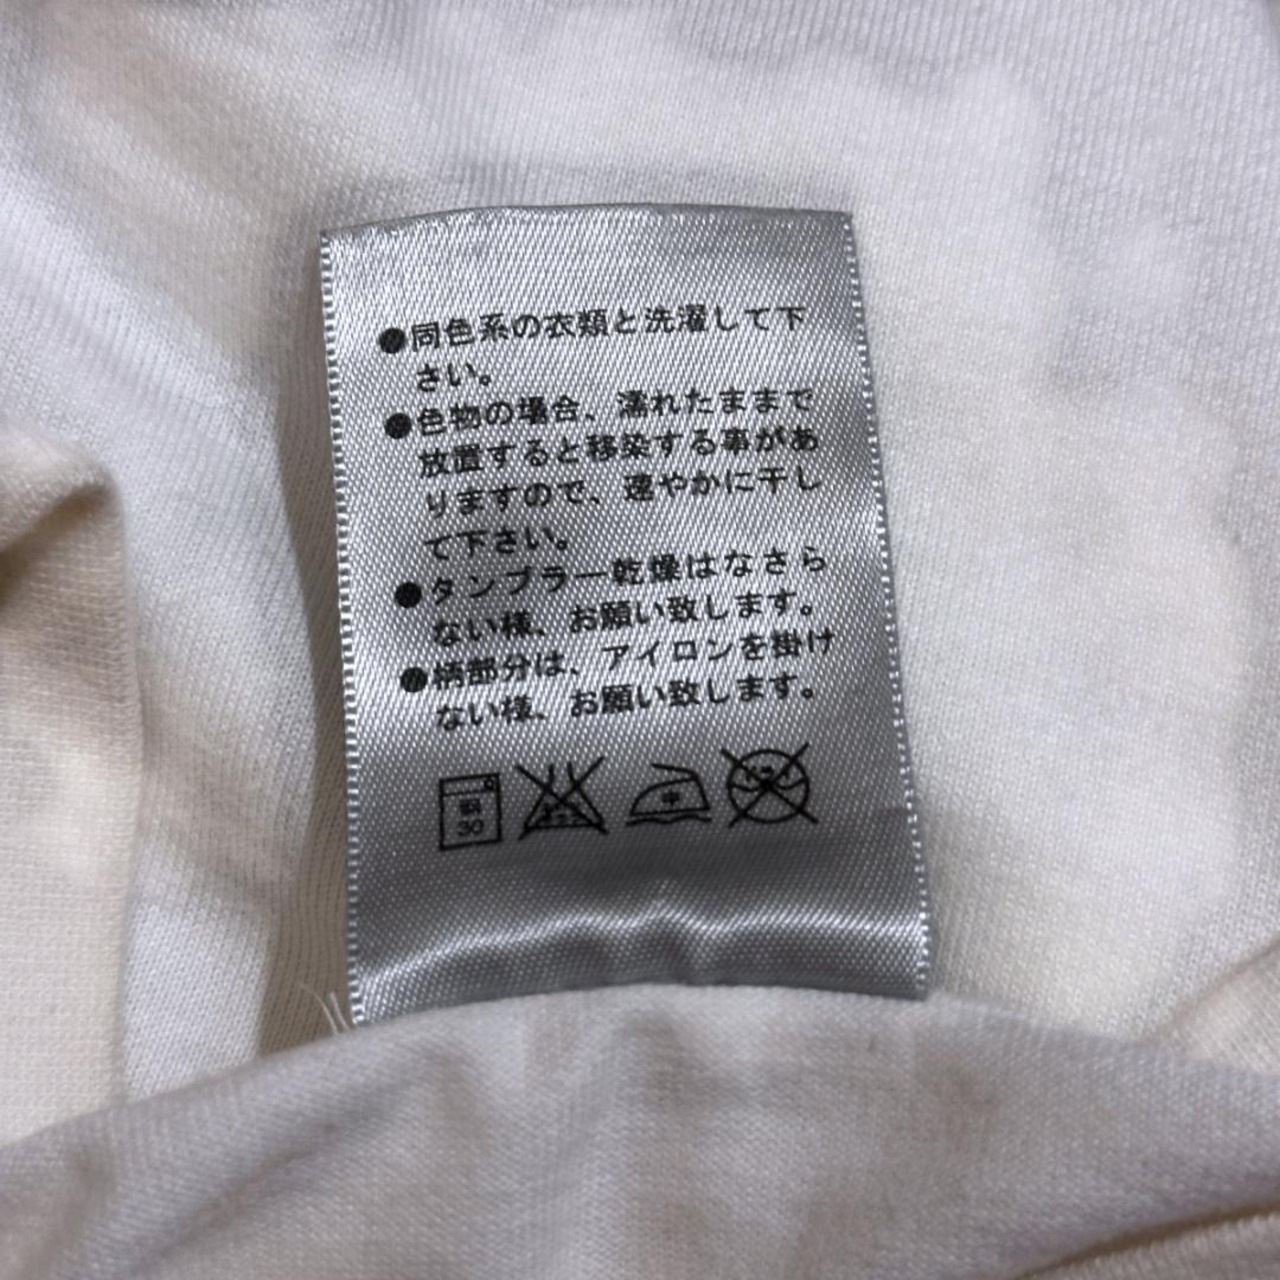 ●同色系の衣類と洗濯して下
さい。
●色物の場合、濡れたままで
放置すると移染する事があ
りますので、速やかに干し
て下さい。
●タンブラー乾燥はなさら
ない様、お願い致します。
●柄部分は、アイロンを掛け
ない様、お願い致します。
30
中